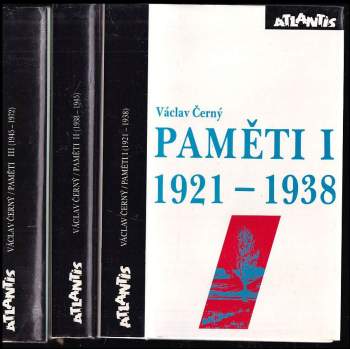 VÁCLAV ČERNÝ / PAMĚTI III (1945 – 1972)
ATLANTIS
VÁCLAV ČERNÝ / PAMĚTI II (1938 – 1945)
ATLANTIS
VÁCLAV ČERNÝ / PAMĚTI I (1921 – 1938)
ATLANTIS
ATLANTIS
Václav Černý
PAMĚTI I
1921 – 1938